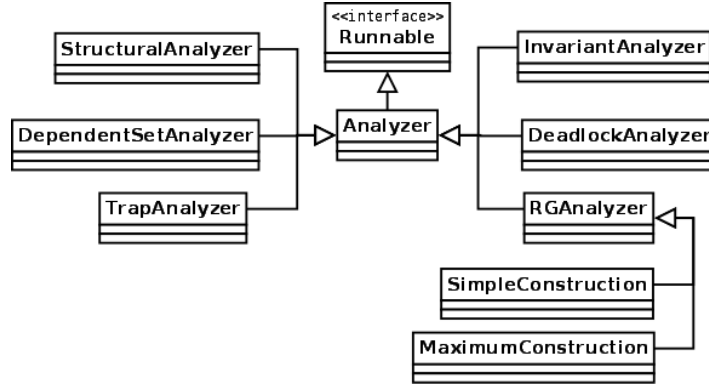 <<interface>>
Runnable
StructuralAnalyzer
InvariantAnalyzer
Analyzer
DependentSetAnalyzer
DeadlockAnalyzer
TrapAnalyzer
RGAnalyzer
SimpleConstruction
MaximumConstruction